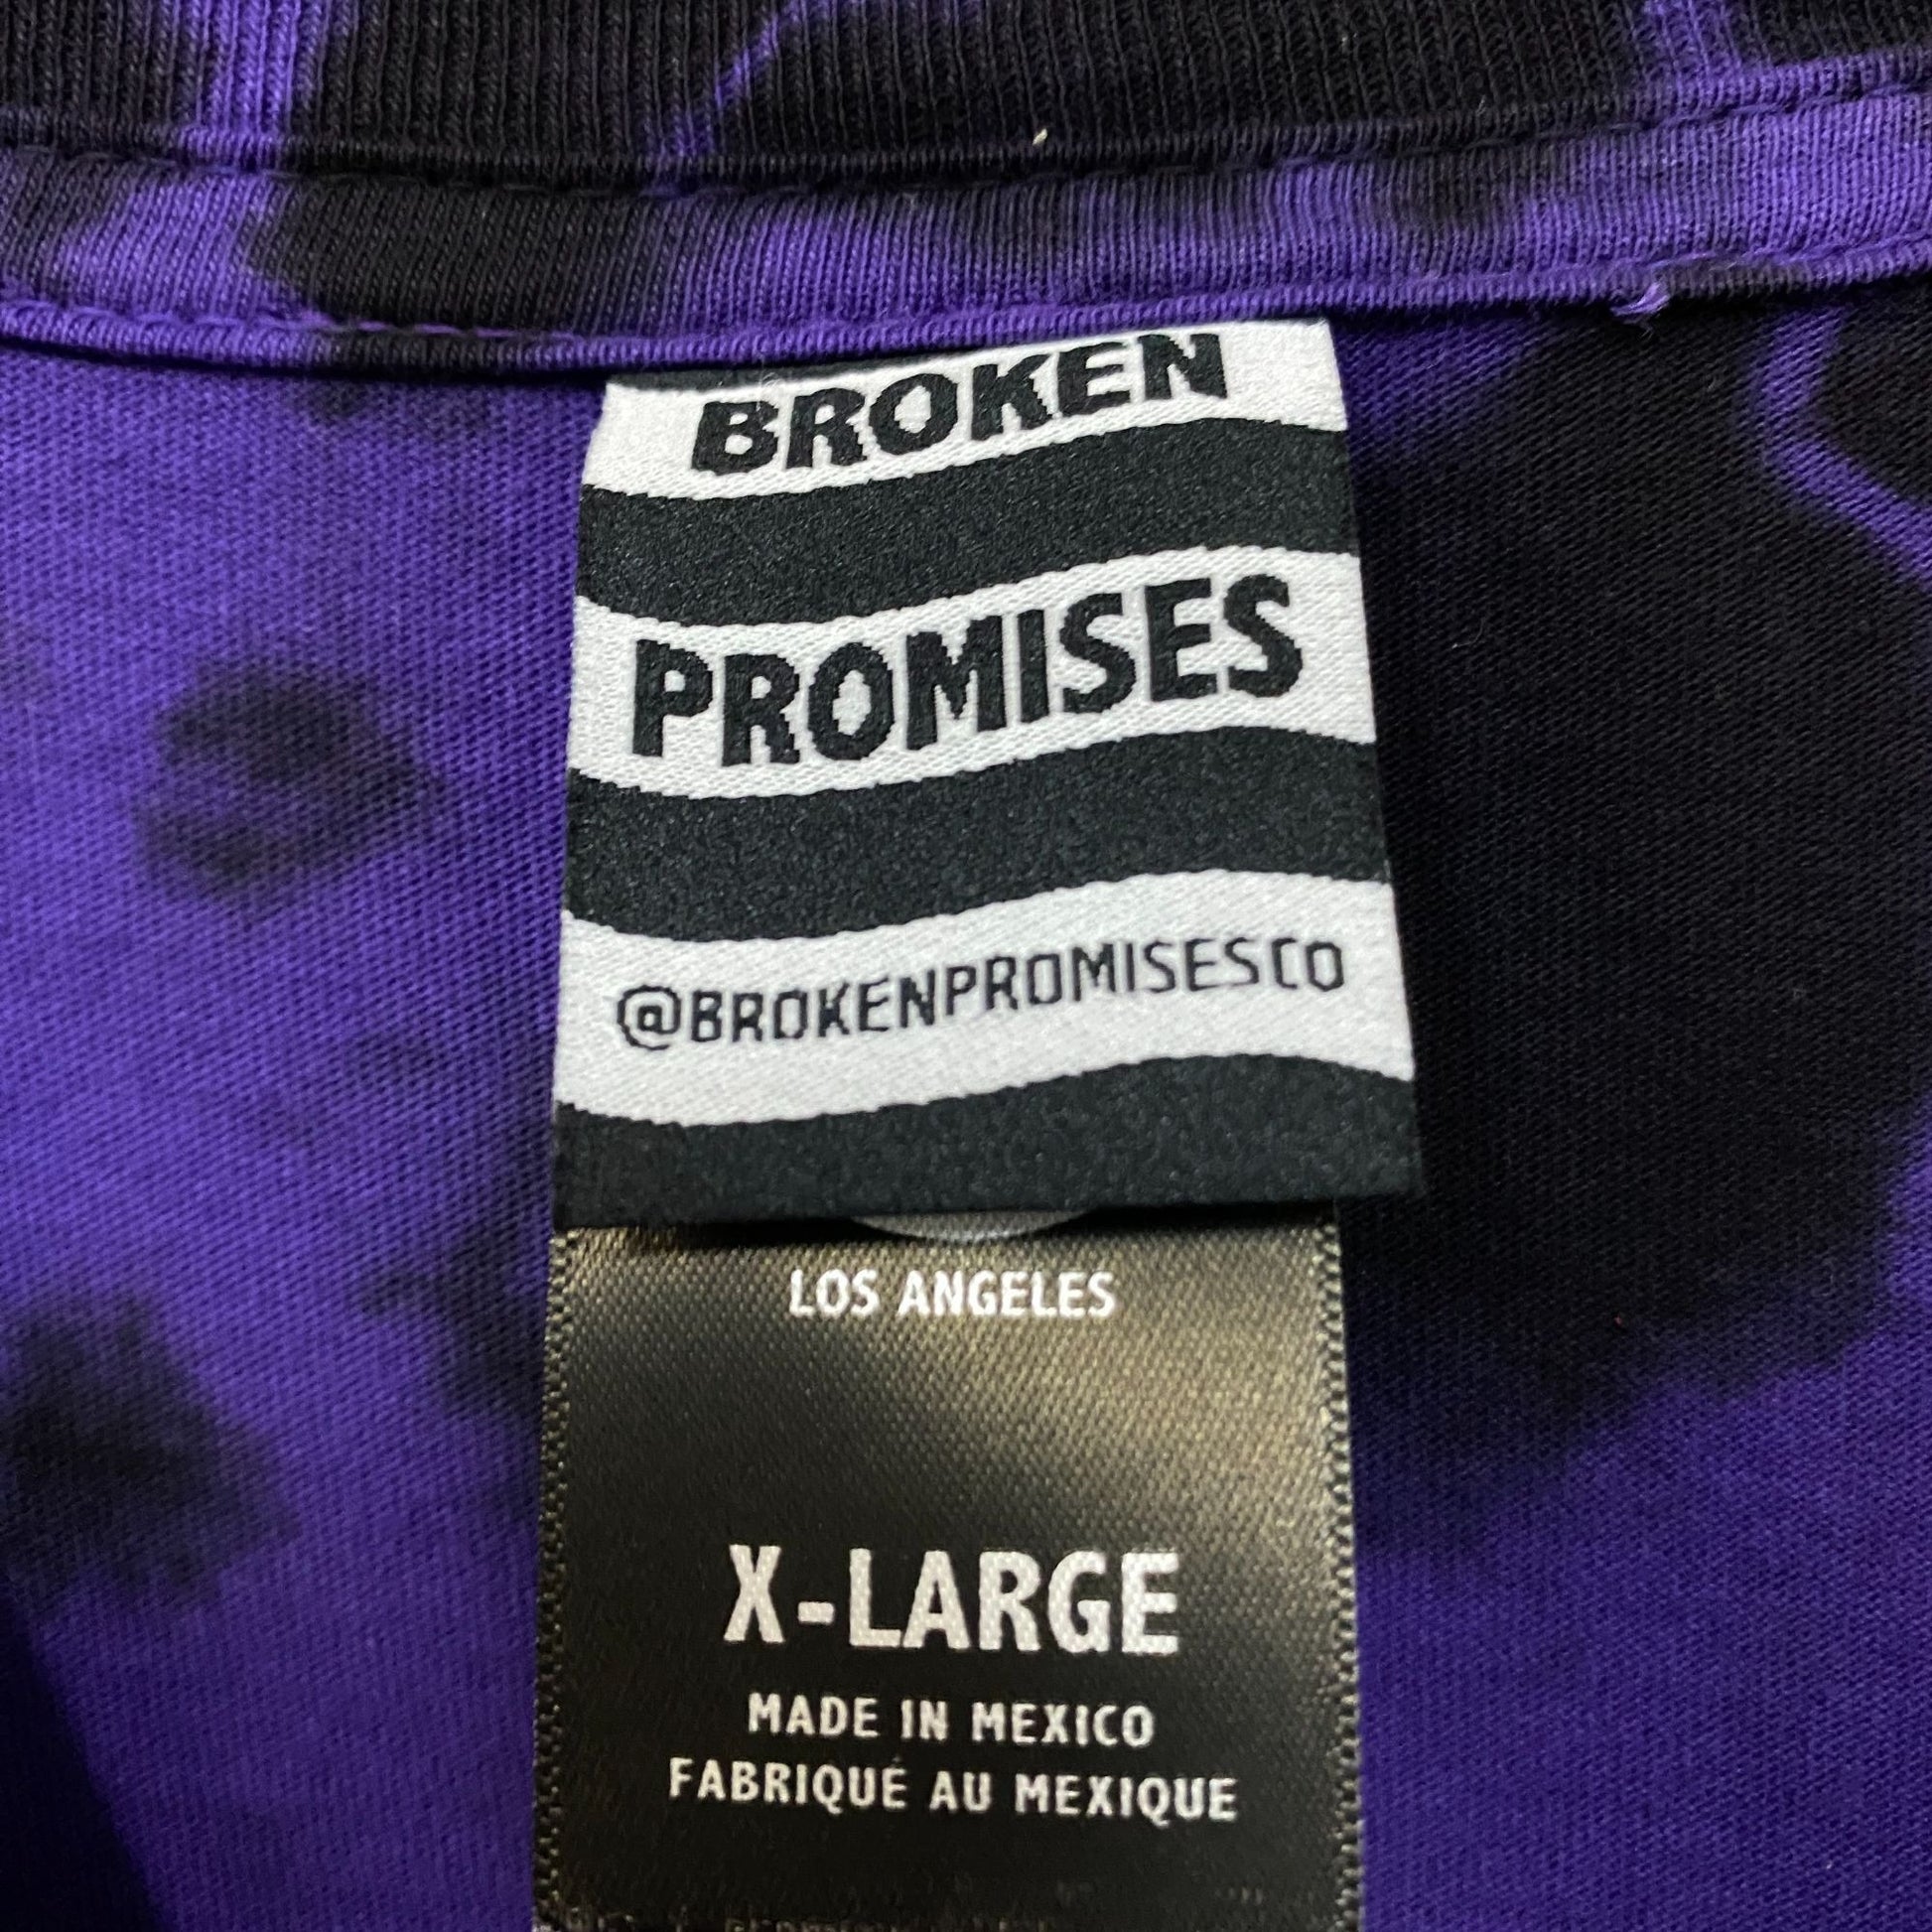 BROKEN
PROMISES
@BROKENPROMISESCO
LOS ANGELES
X-LARGE
MADE IN MEXICO
FABRIQUÉ AU MEXIQUE